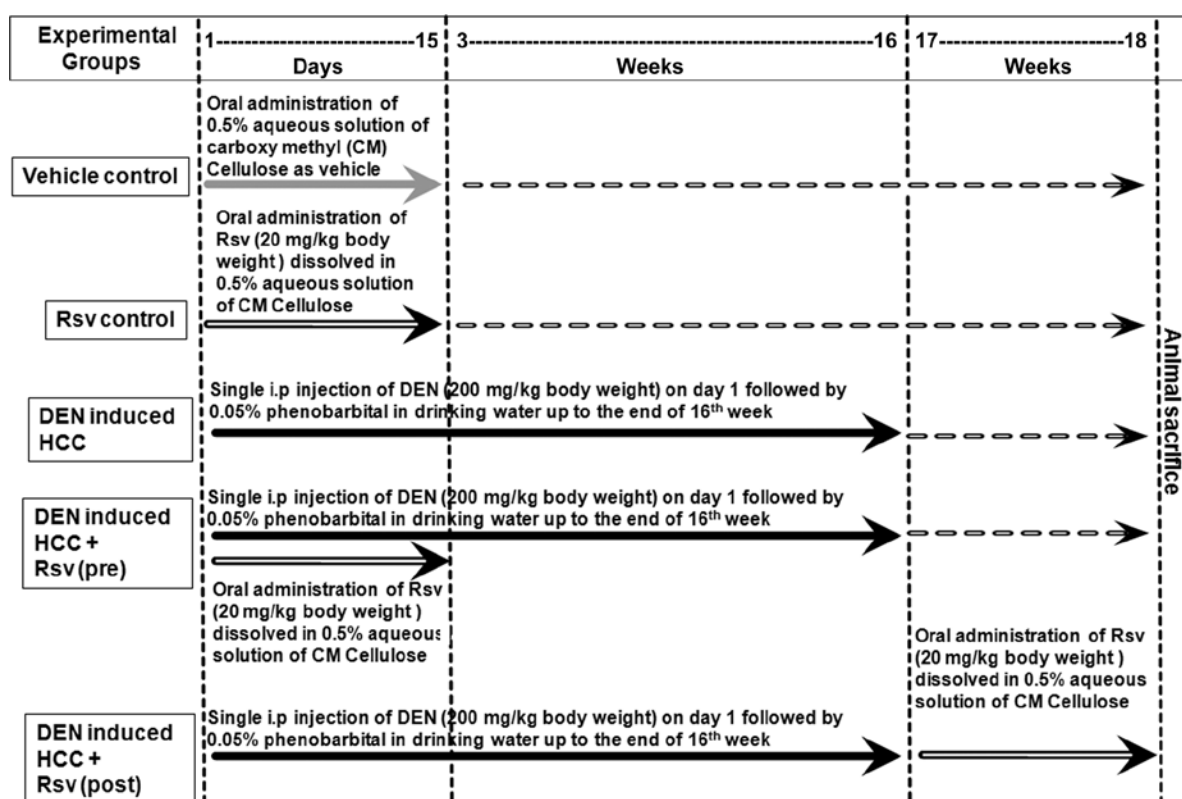 Experimental
Groups
1----------------------15
Days
3-------------------------------------------16
Weeks
17--------------------18
Weeks
Oral administration of
0.5% aqueous solution of
carboxy methyl (CM)
Cellulose as vehicle
Vehicle control
Oral administration of
Rsv (20 mg/kg body
weight ) dissolved in
0.5% aqueous solution
of CM Cellulose
Rsv control
Animal sacrifice
Single i.p injection of DEN (200 mg/kg body weight) on day 1 followed by
0.05% phenobarbital in drinking water up to the end of 16th week
DEN induced
HCC
Single i.p injection of DEN (200 mg/kg body weight) on day 1 followed by
0.05% phenobarbital in drinking water up to the end of 16th week
DEN induced
HCC +
Rsv (pre)
Oral administration of Rsv
(20 mg/kg body weight )
dissolved in 0.5% aqueous
solution of CM Cellulose
Oral administration of Rsv
(20 mg/kg body weight )
dissolved in 0.5% aqueous
solution of CM Cellulose
Single i.p injection of DEN (200 mg/kg body weight) on day 1 followed by
0.05% phenobarbital in drinking water up to the end of 16th week
DEN induced
HCC +
Rsv (post)